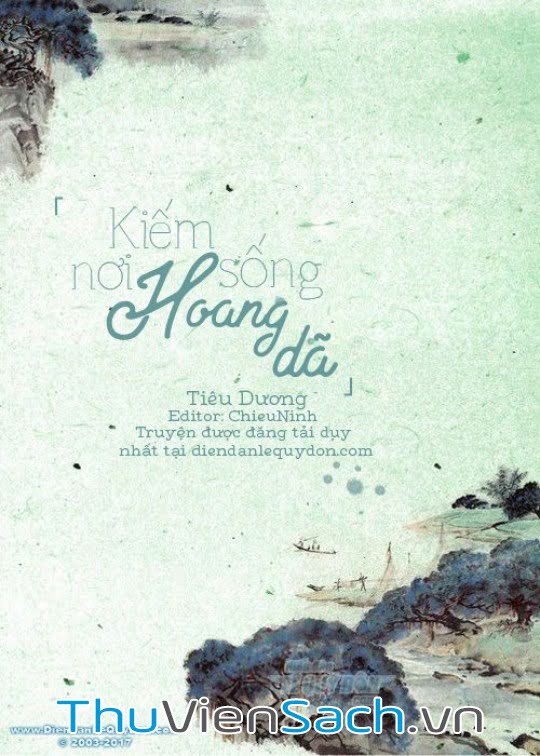 「
Kiếm
nơi sống
Hoang
dã
」
Tiêu Dương
Editor: ChieuNinh
Truyện được đăng tải duy
nhất tại diendanlequydon.com
ThuVienSach.vn
© 2003-2017